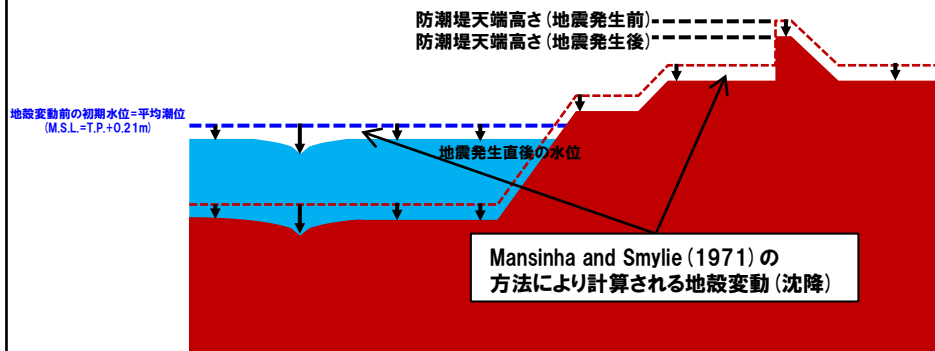 防潮堤天端高さ(地震発生前)
防潮堤天端高さ(地震発生後)
地殻変動前の初期水位=平均潮位
(M.S.L.=T.P.+0.21m)
地震発生直後の水位
Mansinha and Smylie(1971)の
方法により計算される地殻変動(沈降)